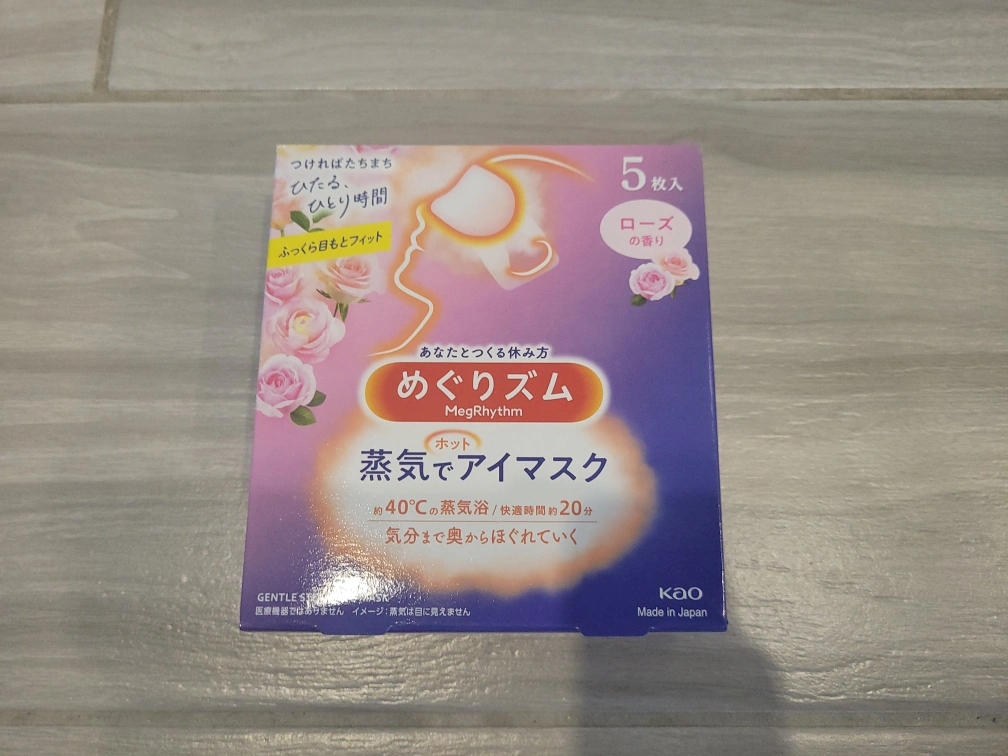 つければたちまち
ひたる、
ひとり時間
ふっくら目もとフィット
5枚入
ローズ
の香り
あなたとつくる休み方
めぐりズム
MegRhythm
ホット
蒸気でアイマスク
約40℃の蒸気浴/快適時間約20分
気分まで奥からほぐれていく
GENTLE
医療機器ではありません イメージ:蒸気は目に見えません
Kao
Made in Japan